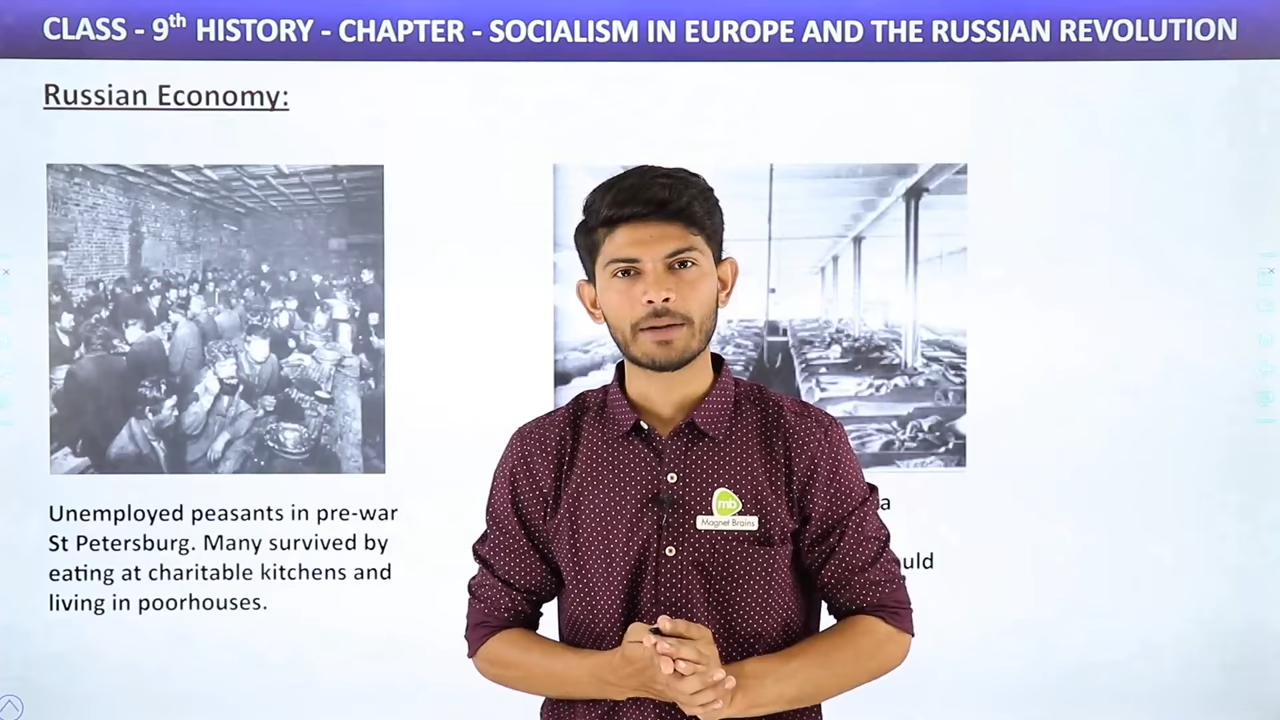 CLASS - 9th HISTORY - CHAPTER - SOCIALISM IN EUROPE AND THE RUSSIAN REVOLUTION
Russian Economy:
Unemployed peasants in pre-war
St Petersburg. Many survived by
eating at charitable kitchens and
living in poorhouses.
a
uld
mb
Magnet Brains